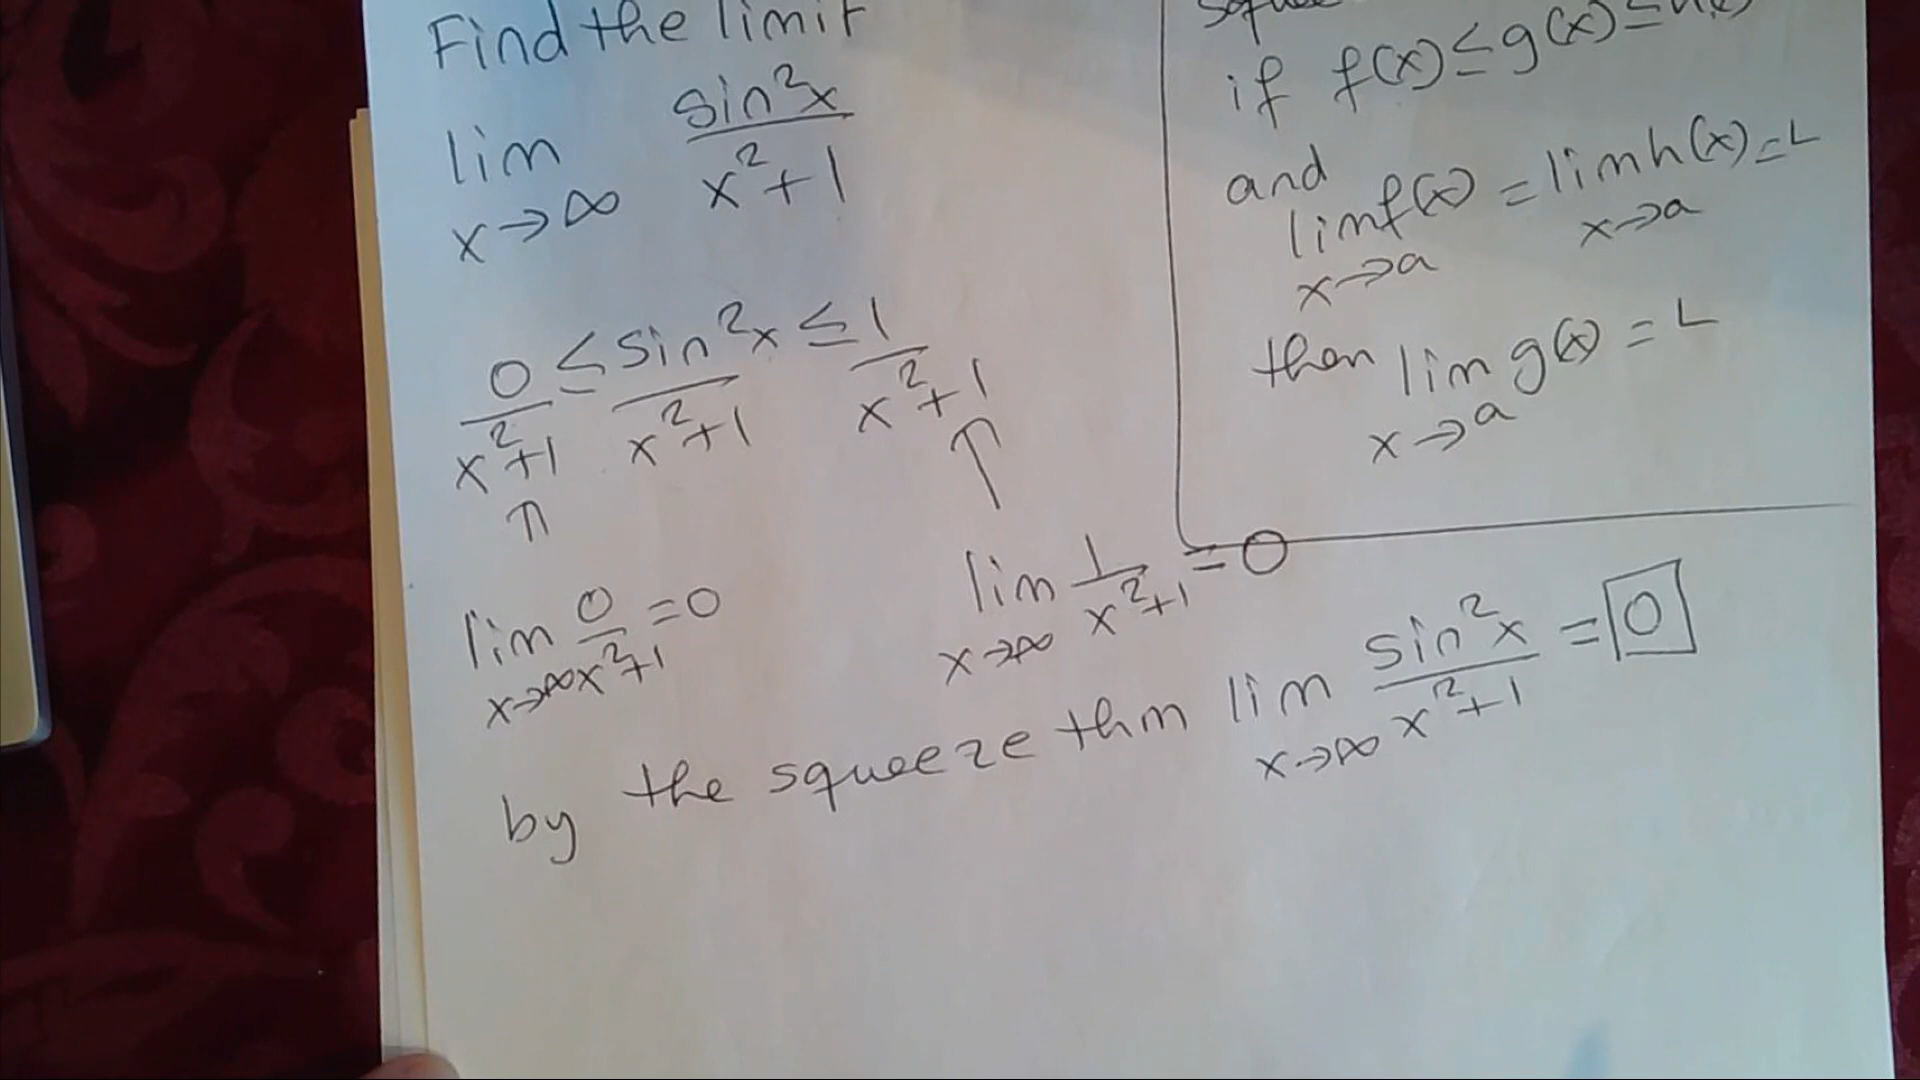 Find the limit
lim sin²x / x²+1
x→∞
0/x²+1 ≤ sin²x/x²+1 ≤ 1/x²+1
↑ ↑
lim 0/x²+1 = 0
x→∞
lim 1/x²+1 = 0
x→∞
by the squeeze thm lim sin²x/x²+1 = 0
x→∞
if f(x) ≤ g(x) ≤
and
lim f(x) = lim h(x) = L
x→a x→a
then lim g(x) = L
x→a